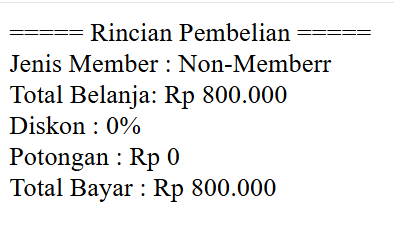 ===== Rincian Pembelian =====
Jenis Member : Non-Memberr
Total Belanja: Rp 800.000
Diskon : 0%
Potongan : Rp 0
Total Bayar : Rp 800.000